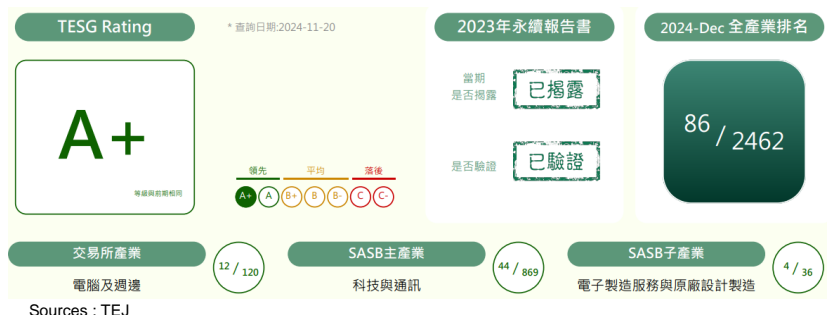 TESG Rating
* 查詢日期:2024-11-20
2023年永續報告書
2024-Dec 全產業排名
A+
等級與前期相同
領先 平均 落後
A+ A B+ B B- C C-
當期
是否揭露
已揭露
是否驗證
已驗證
86 / 2462
交易所產業
12 / 120
SASB主產業
44 / 869
SASB子產業
4 / 36
電腦及週邊
科技與通訊
電子製造服務與原廠設計製造
Sources : TEJ